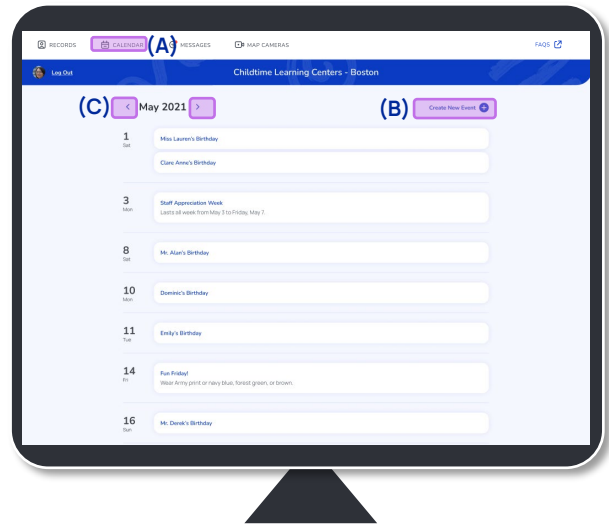 RECORDS CALENDAR (A) MESSAGES MAP CAMERAS FAQS
Log Out Childtime Learning Centers - Boston
(C) < May 2021 > (B) Create New Event +
1 Miss Lauren's Birthday
Sat
Clare Anne's Birthday
3 Staff Appreciation Week
Mon Lasts all week from May 3 to Friday, May 7.
8 Mr. Alan's Birthday
Sat
10 Dominic's Birthday
Mon
11 Emily's Birthday
Tue
14 Fun Friday!
Fri Wear Army print or navy blue, forest green, or brown.
16 Mr. Derek's Birthday
Sun